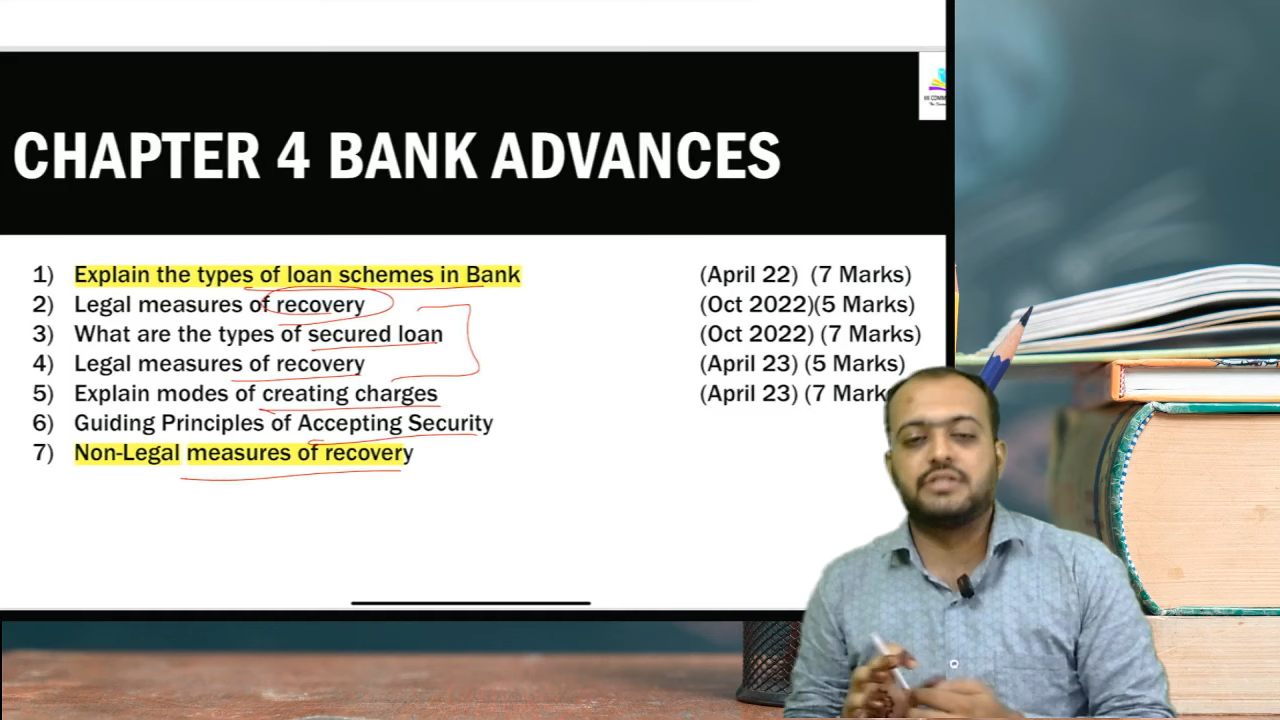 CHAPTER 4 BANK ADVANCES
1) Explain the types of loan schemes in Bank (April 22) (7 Marks)
2) Legal measures of recovery (Oct 2022)(5 Marks)
3) What are the types of secured loan (Oct 2022) (7 Marks)
4) Legal measures of recovery (April 23) (5 Marks)
5) Explain modes of creating charges (April 23) (7
6) Guiding Principles of Accepting Security
7) Non-Legal measures of recovery